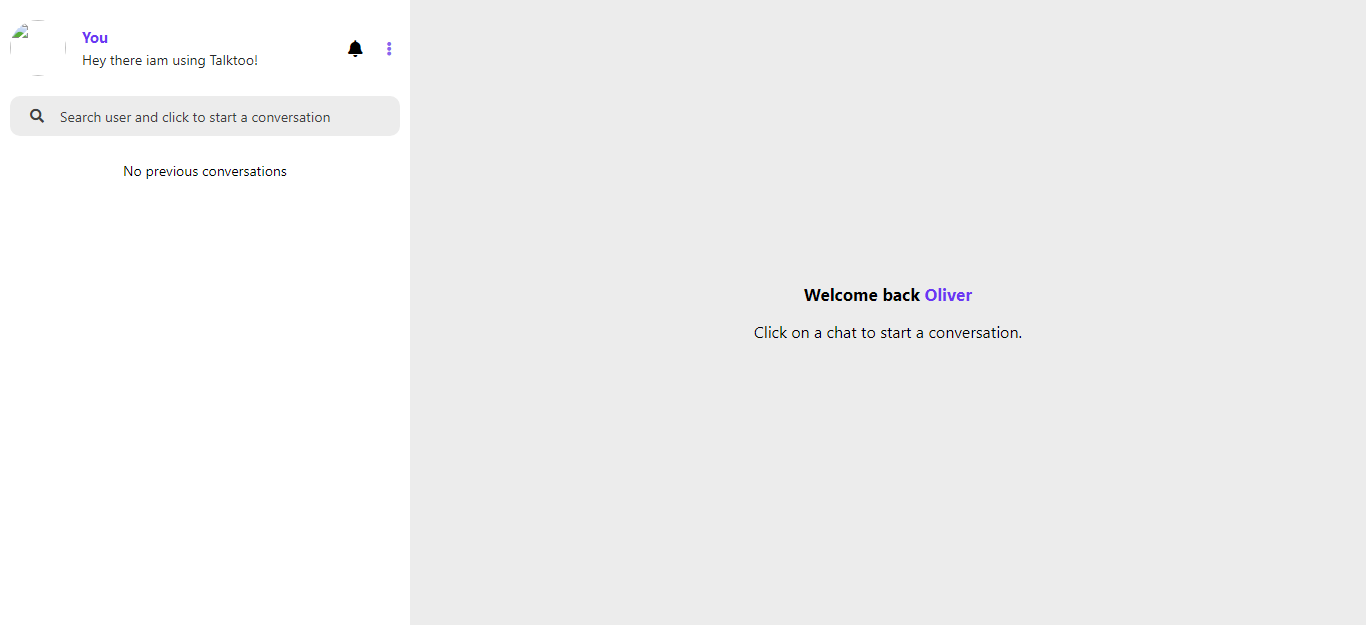 You
Hey there iam using Talktoo!
Search user and click to start a conversation
No previous conversations
Welcome back Oliver
Click on a chat to start a conversation.